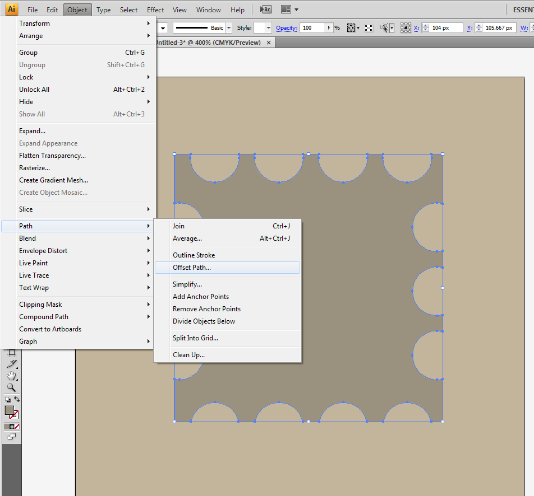 Ai File Edit Object Type Select Effect View Window Help Br ESSENT
Basic Style: Opacity: 100 % X: 104 px Y: 105.667 px W:
Untitled-3* @ 400% (CMYK/Preview) ×
Transform
Arrange
Group Ctrl+G
Ungroup Shift+Ctrl+G
Lock
Unlock All Alt+Ctrl+2
Hide
Show All Alt+Ctrl+3
Expand...
Expand Appearance
Flatten Transparency...
Rasterize...
Create Gradient Mesh...
Create Object Mosaic...
Slice
Path
Blend
Envelope Distort
Live Paint
Live Trace
Text Wrap
Clipping Mask
Compound Path
Convert to Artboards
Graph
Join Ctrl+J
Average... Alt+Ctrl+J
Outline Stroke
Offset Path...
Simplify...
Add Anchor Points
Remove Anchor Points
Divide Objects Below
Split Into Grid...
Clean Up...